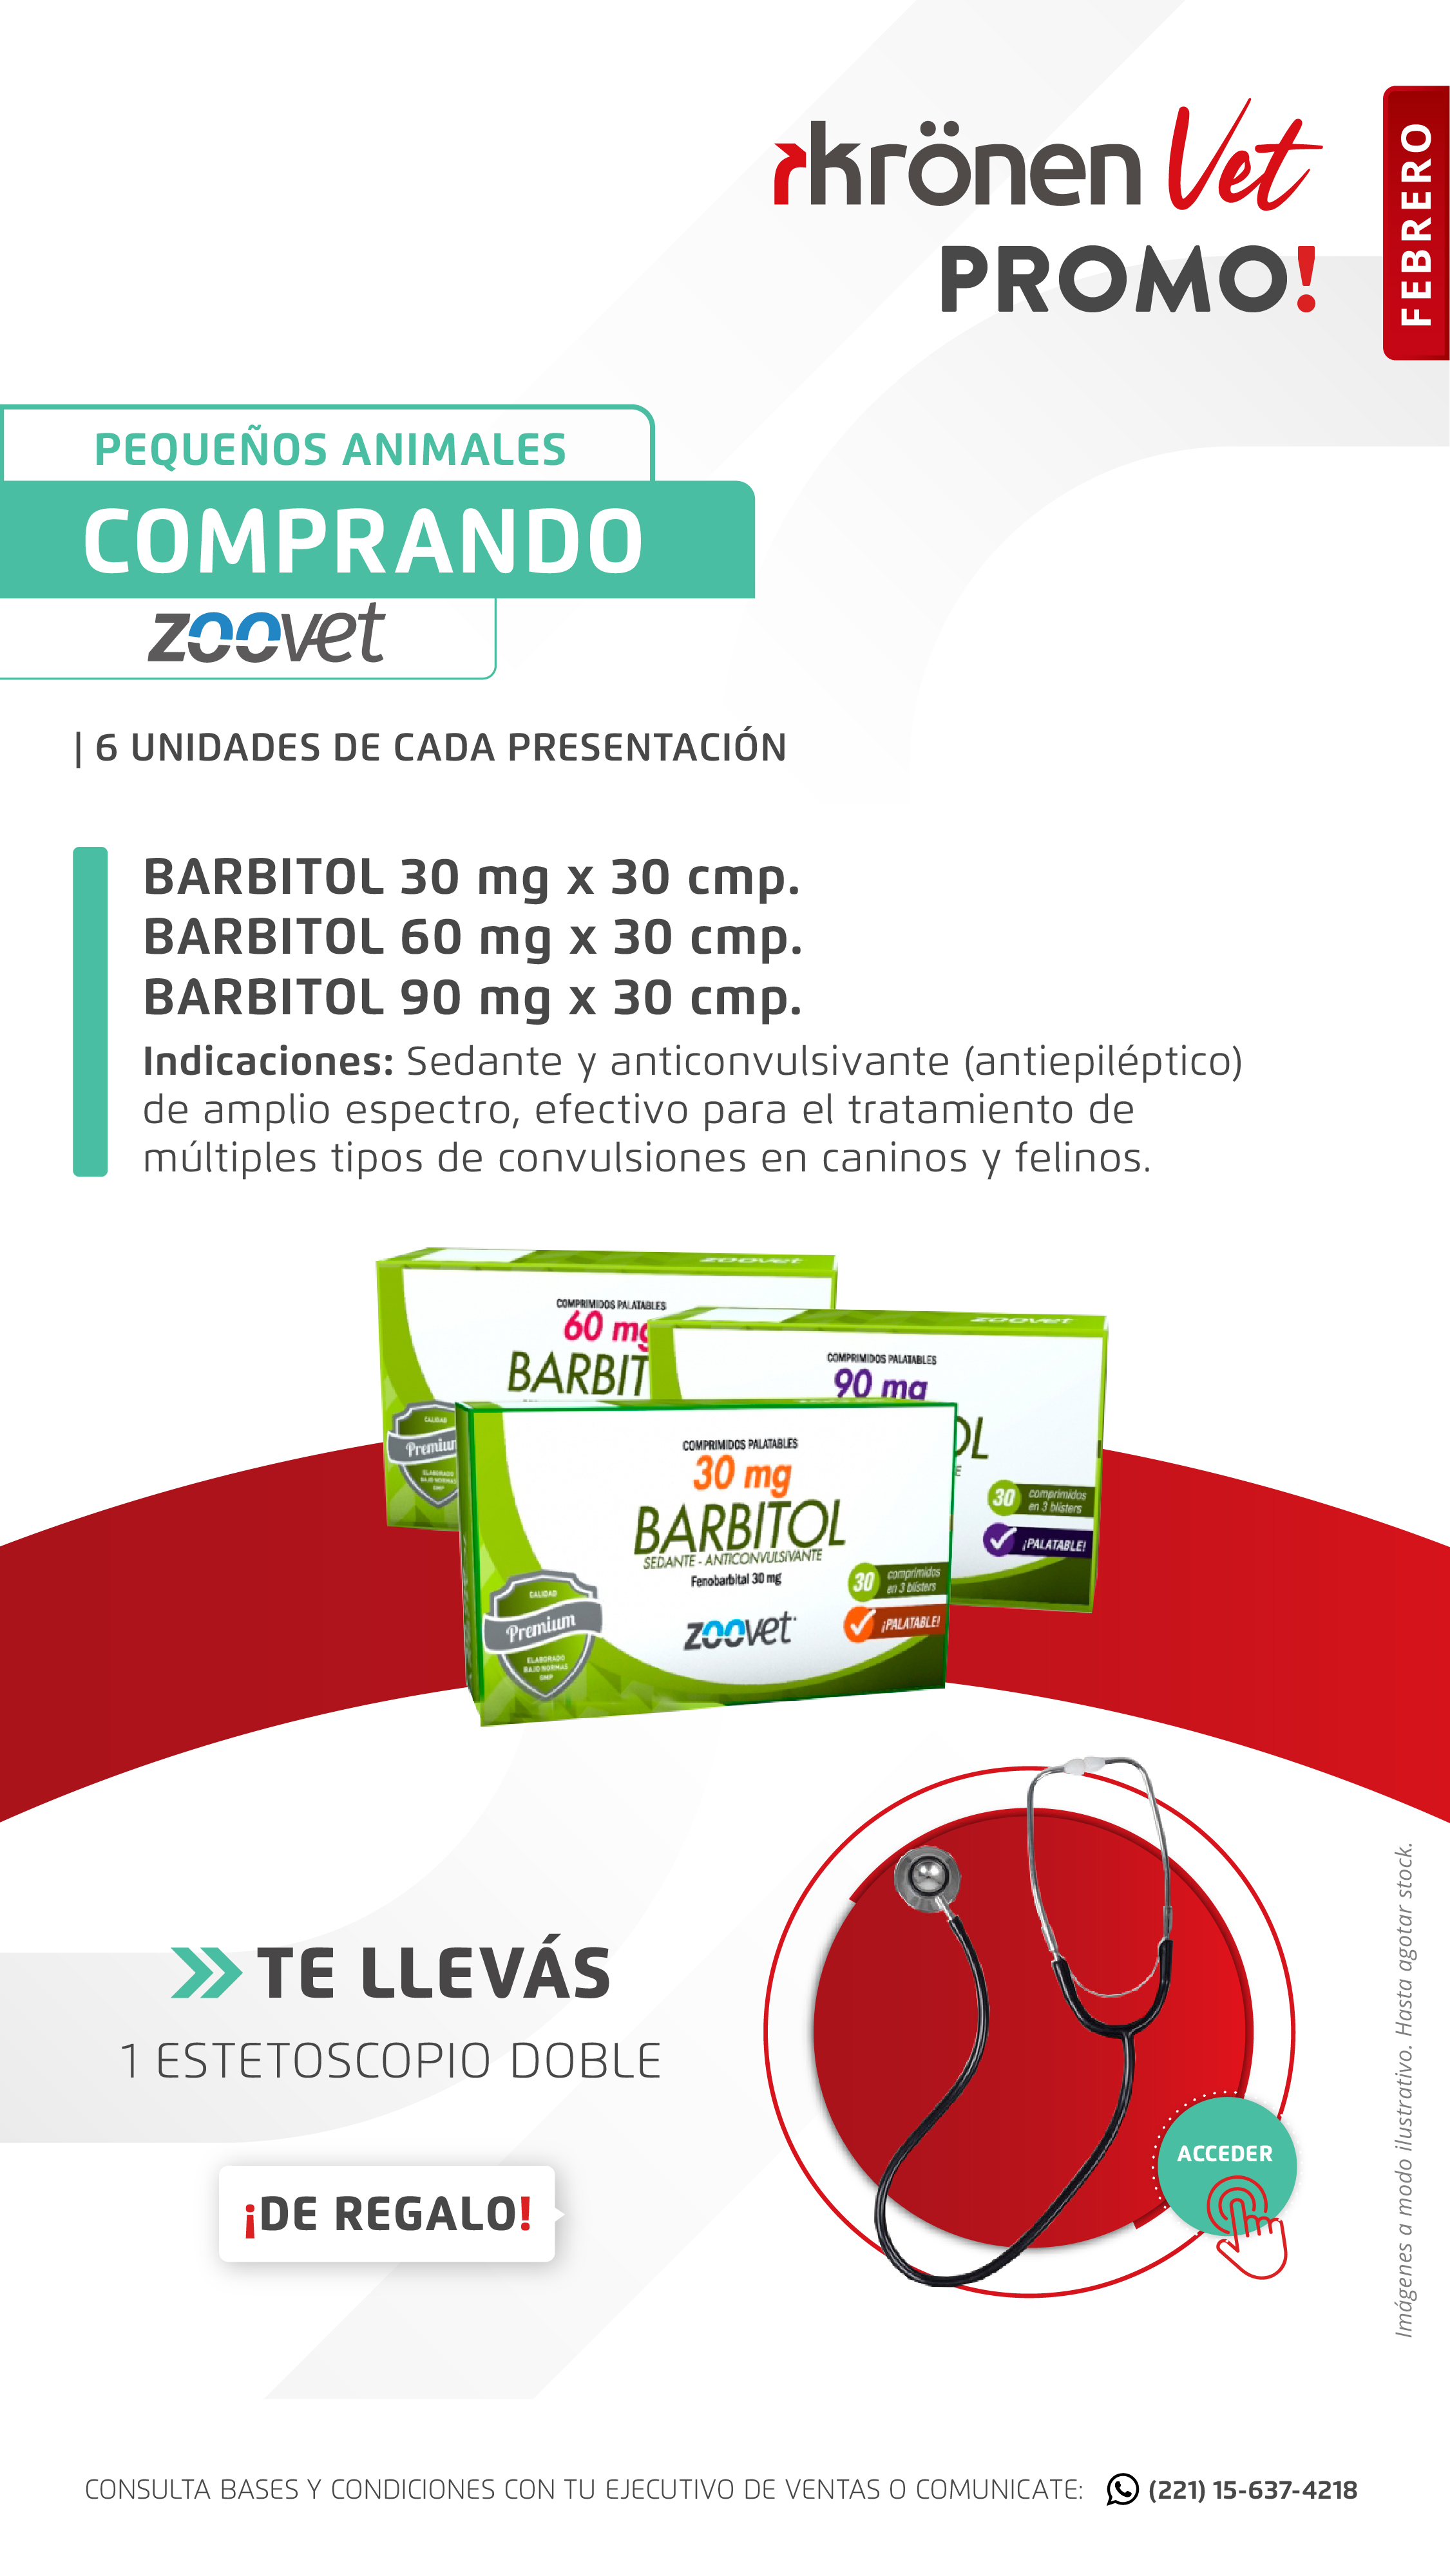 krönen Vet
PROMO!
FEBRERO
PEQUEÑOS ANIMALES
COMPRANDO
zoovet
| 6 UNIDADES DE CADA PRESENTACIÓN
BARBITOL 30 mg x 30 cmp.
BARBITOL 60 mg x 30 cmp.
BARBITOL 90 mg x 30 cmp.
Indicaciones: Sedante y anticonvulsivante (antiepiléptico)
de amplio espectro, efectivo para el tratamiento de
múltiples tipos de convulsiones en caninos y felinos.
zoovet
COMPRIMIDOS PALATABLES
60 mg
BARBIT
CALIDAD
Premium
ELABORADO
BAJO NORMAS
GMP
zoovet
COMPRIMIDOS PALATABLES
90 mg
OL
30 comprimidos
en 3 blisters
¡PALATABLE!
COMPRIMIDOS PALATABLES
30 mg
BARBITOL
SEDANTE - ANTICONVULSIVANTE
Fenobarbital 30 mg
zoovet
CALIDAD
Premium
ELABORADO
BAJO NORMAS
GMP
30 comprimidos
en 3 blisters
¡PALATABLE!
TE LLEVÁS
1 ESTETOSCOPIO DOBLE
¡DE REGALO!
ACCEDER
Imágenes a modo ilustrativo. Hasta agotar stock.
CONSULTA BASES Y CONDICIONES CON TU EJECUTIVO DE VENTAS O COMUNICATE: (221) 15-637-4218